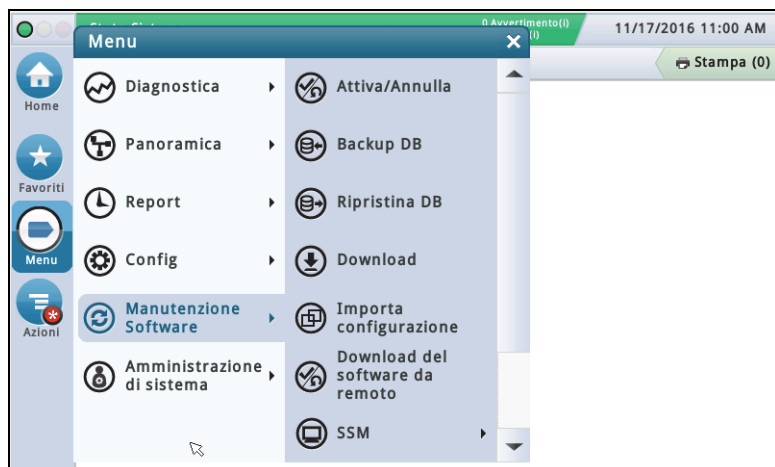 0 Avvertimento(i)
11/17/2016 11:00 AM
Menu
Stampa (0)
Home
Favoriti
Menu
Azioni
Diagnostica
Panoramica
Report
Config
Manutenzione
Software
Amministrazione
di sistema
Attiva/Annulla
Backup DB
Ripristina DB
Download
Importa
configurazione
Download del
software da
remoto
SSM